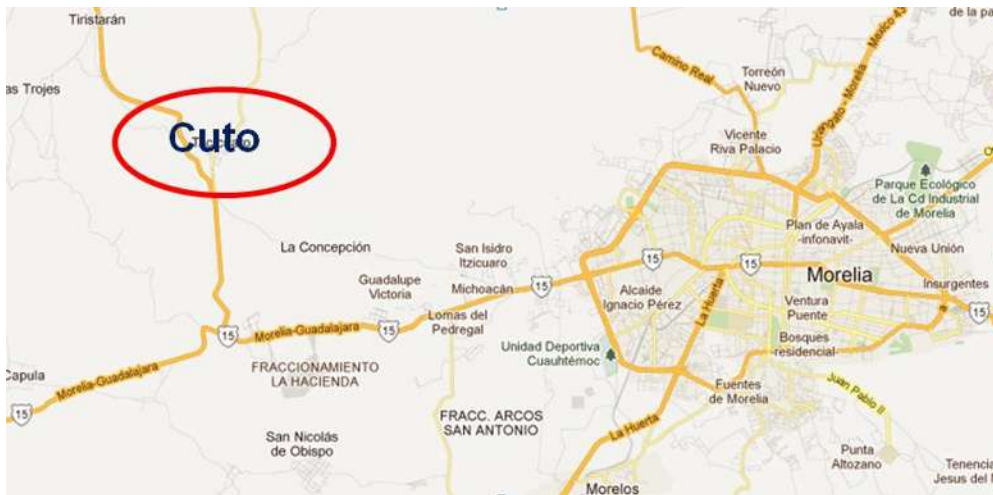 Tiristarán
as Trojes
Cuto
La Concepción
Guadalupe
Victoria
San Isidro
Itzicuaro
Michoacán
Lomas del
Pedregal
15
15
15
15
15
15
15
Morelia-Guadalajara
Morelia-Guadalajara
Capula
FRACCIONAMIENTO
LA HACIENDA
San Nicolás
de Obispo
FRACC. ARCOS
SAN ANTONIO
Unidad Deportiva
Cuauhtémoc
Alcaide
Ignacio Pérez
La Huerta
La Huerta
Morelos
Camino Real
Torreón
Nuevo
Vicente
Riva Palacio
Mexico 43
de la pa
Parque Ecológico
de La Cd Industrial
de Morelia
Plan de Ayala
-infonavit-
Nueva Unión
Morelia
Insurgentes
Ventura
Puente
Bosques
-residencial-
Fuentes
de Morelia
Juan Pablo II
Punta
Altozano
Tenencia
Jesus del